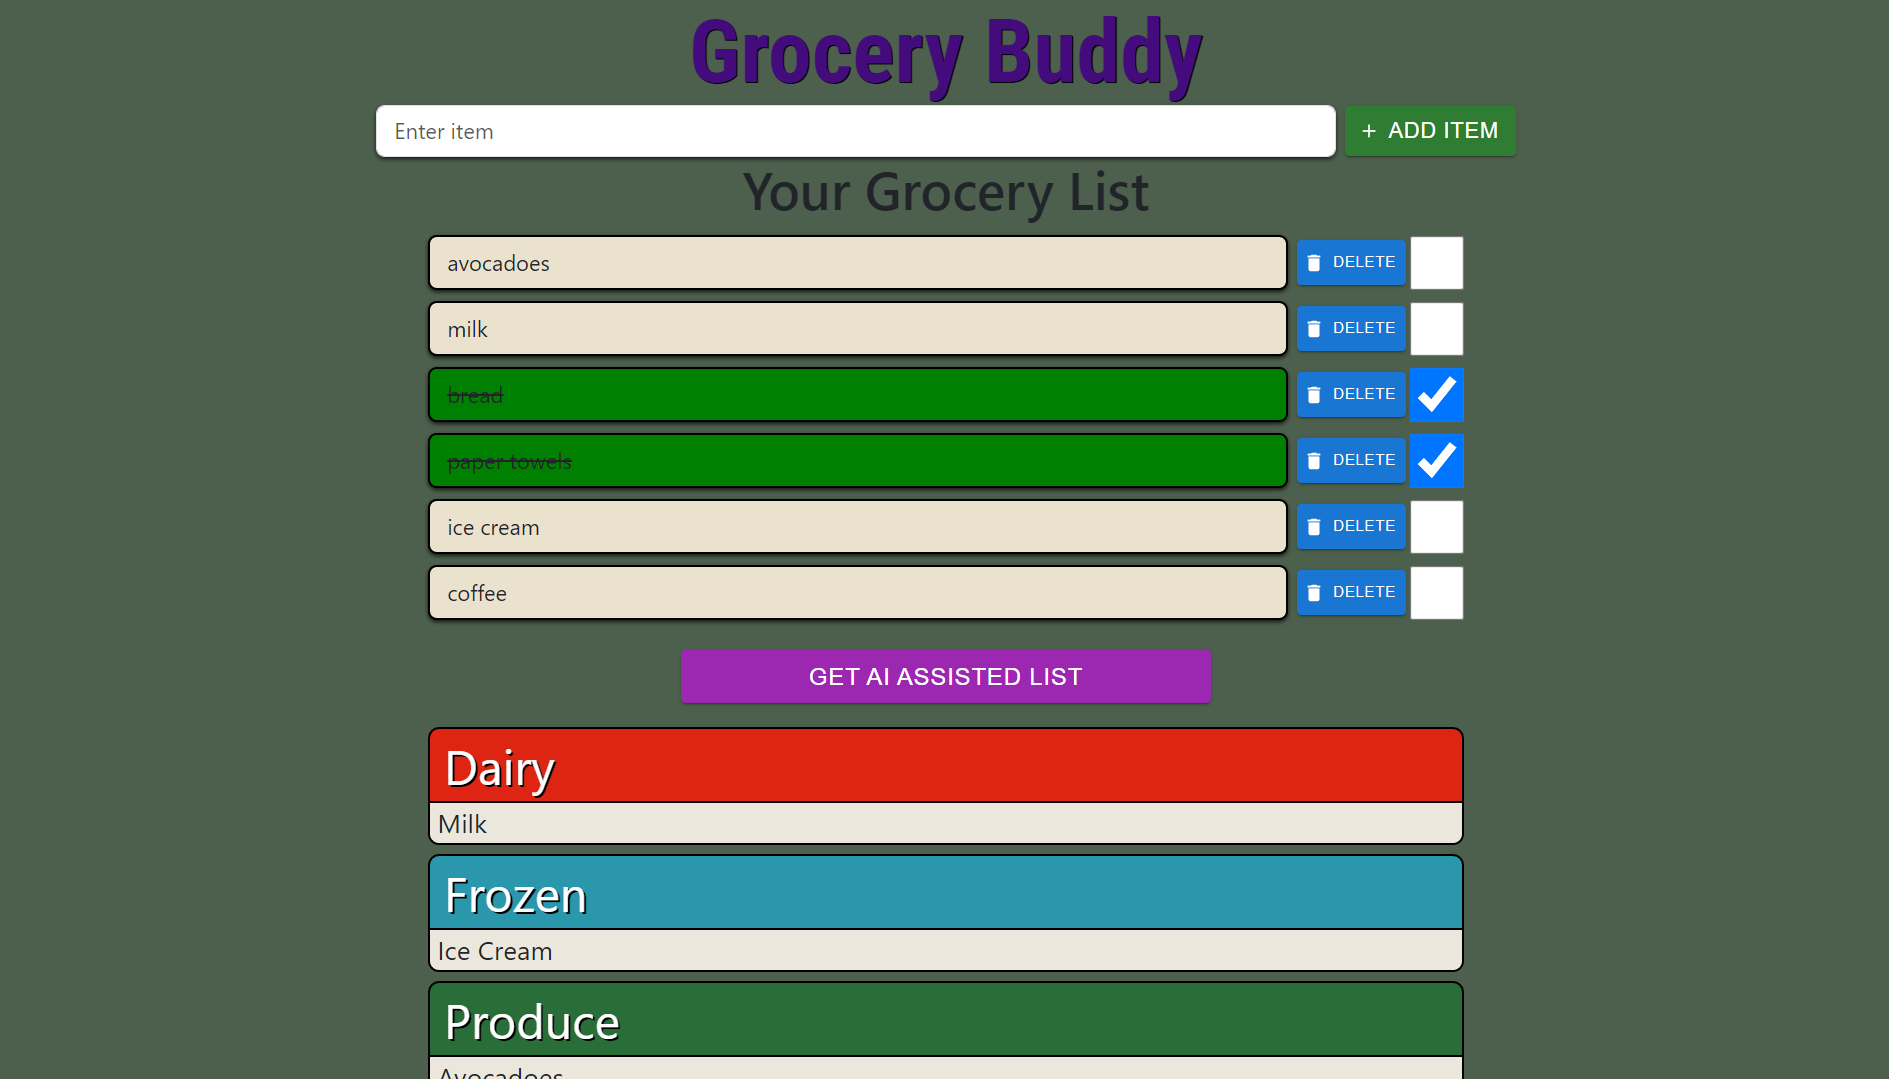 Grocery Buddy
Enter item
+ ADD ITEM
Your Grocery List
avocadoes DELETE
milk DELETE
bread DELETE
paper towels DELETE
ice cream DELETE
coffee DELETE
GET AI ASSISTED LIST
Dairy
Milk
Frozen
Ice Cream
Produce
Avocadoes